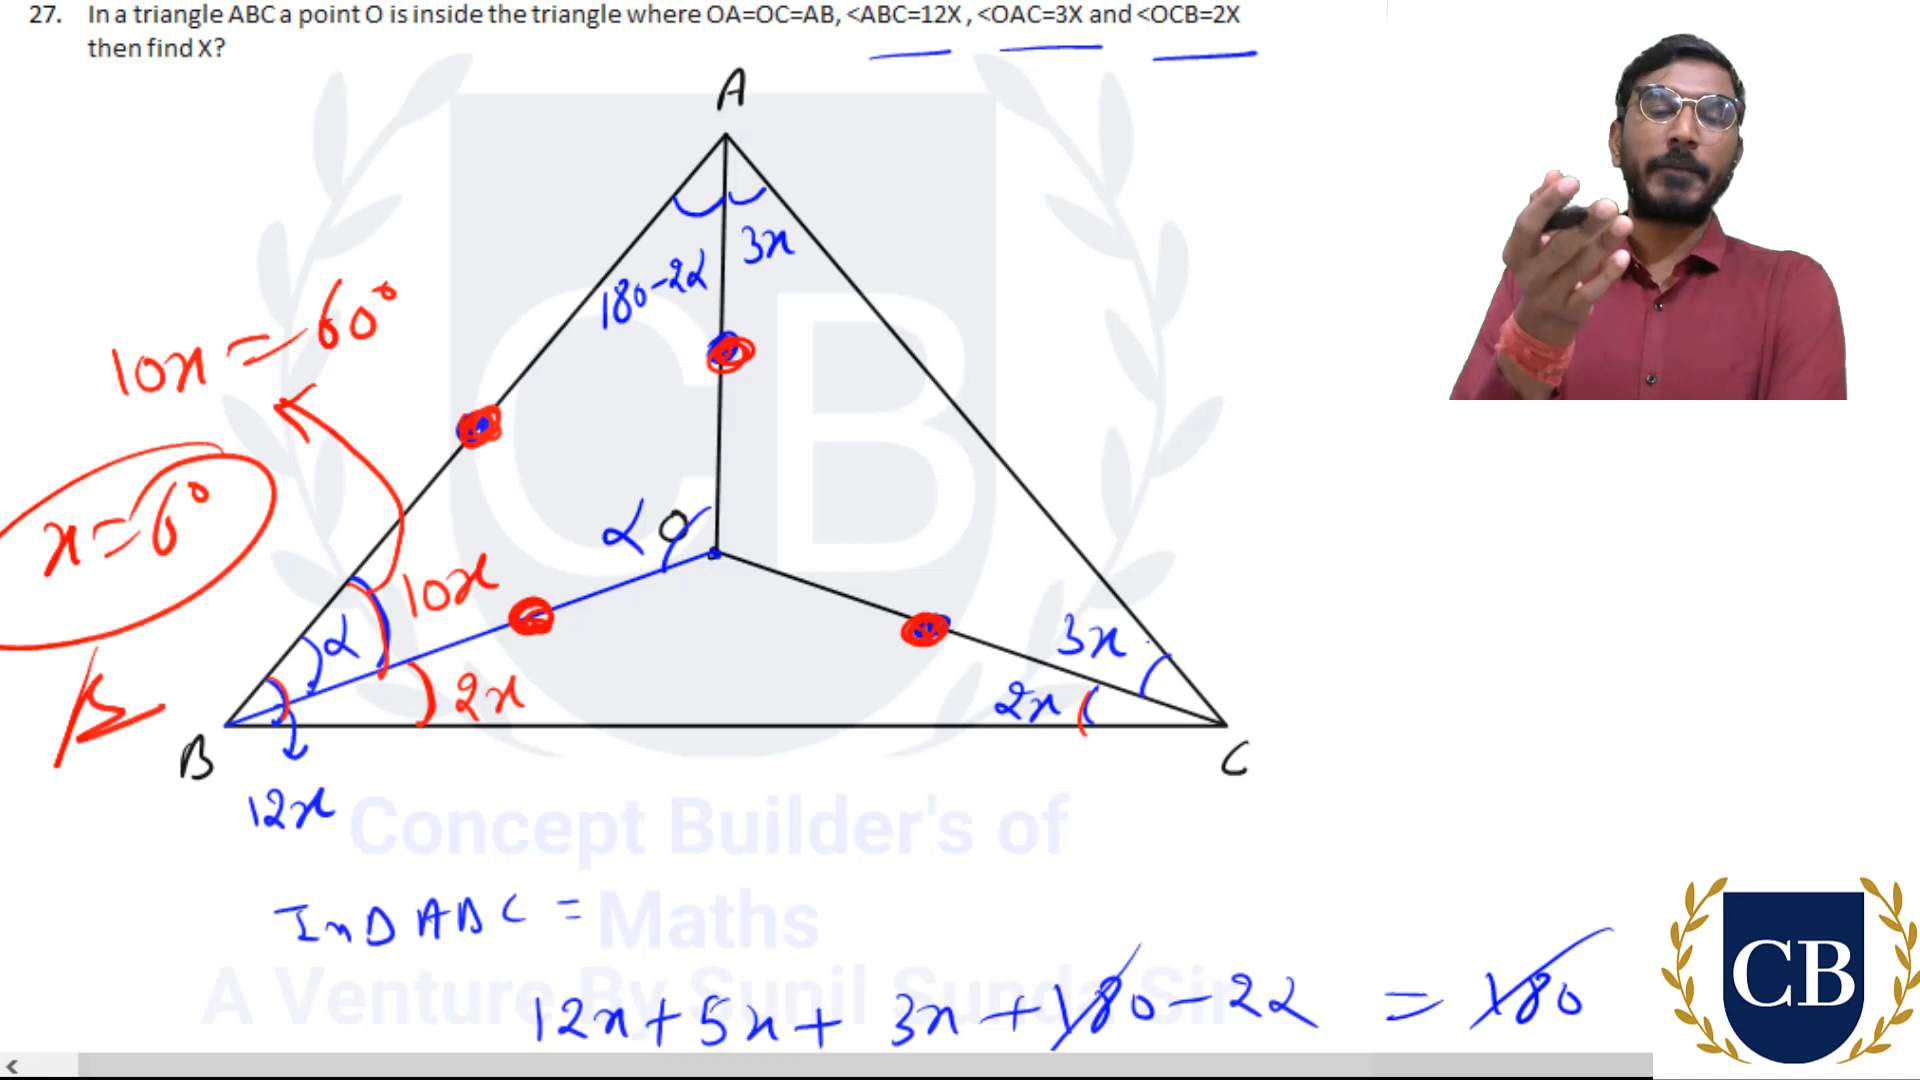 27. In a triangle ABC a point O is inside the triangle where OA=OC=AB, <ABC=12X , <OAC=3X and <OCB=2X
then find X?
A
3x
180-2α
10x = 60°
x = 6°
α O
10x
α
3x
2x
2x
B
C
12x
Concept Builder's of
In Δ ABC =
Maths
A Venture By Sunil Sunda Sir
12x + 5x + 3x + 180 - 2α = 180
CB
CB